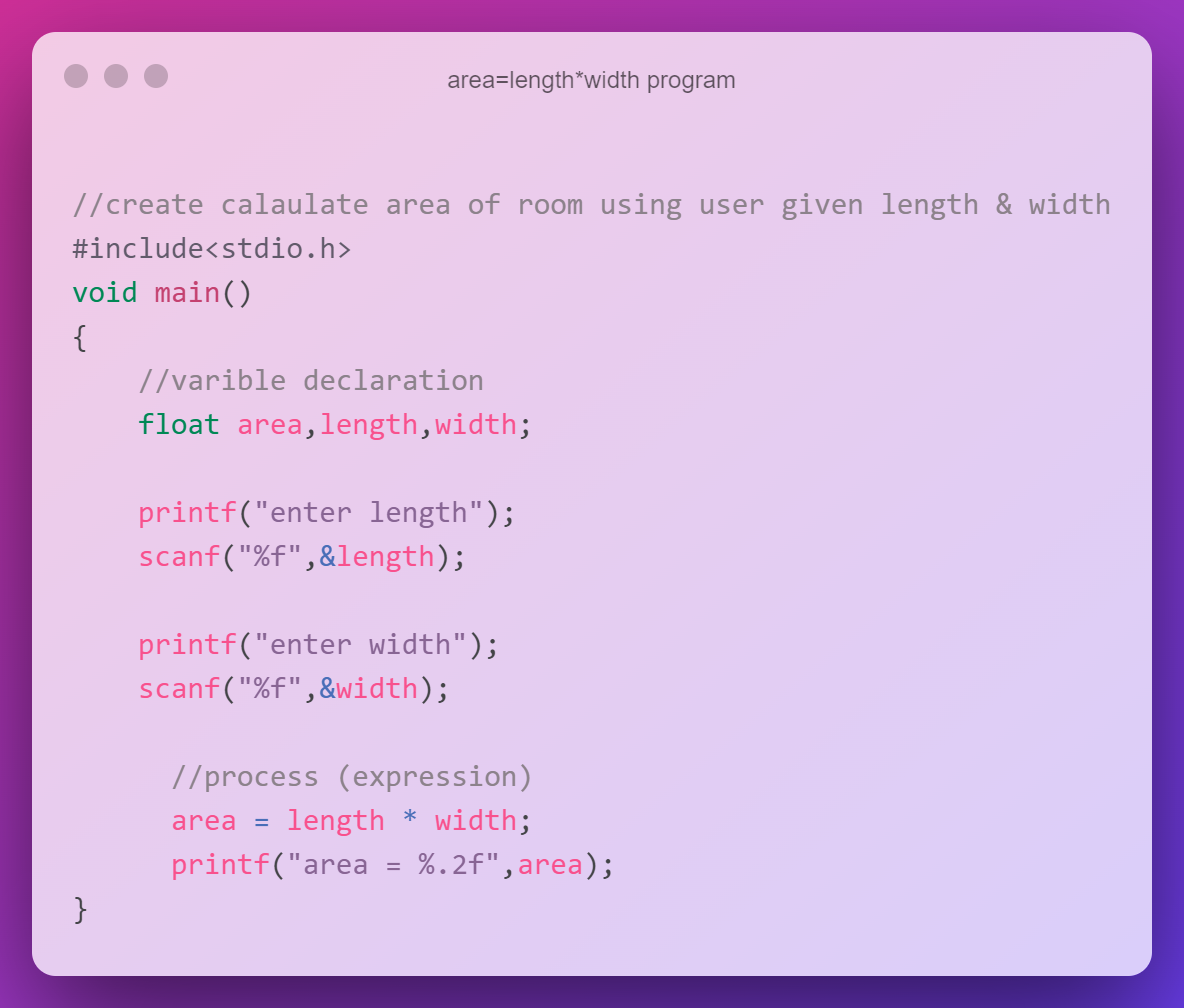 area=length*width program
//create calaulate area of room using user given length & width
#include<stdio.h>
void main()
{
//varible declaration
float area,length,width;
printf("enter length");
scanf("%f",&length);
printf("enter width");
scanf("%f",&width);
//process (expression)
area = length * width;
printf("area = %.2f",area);
}